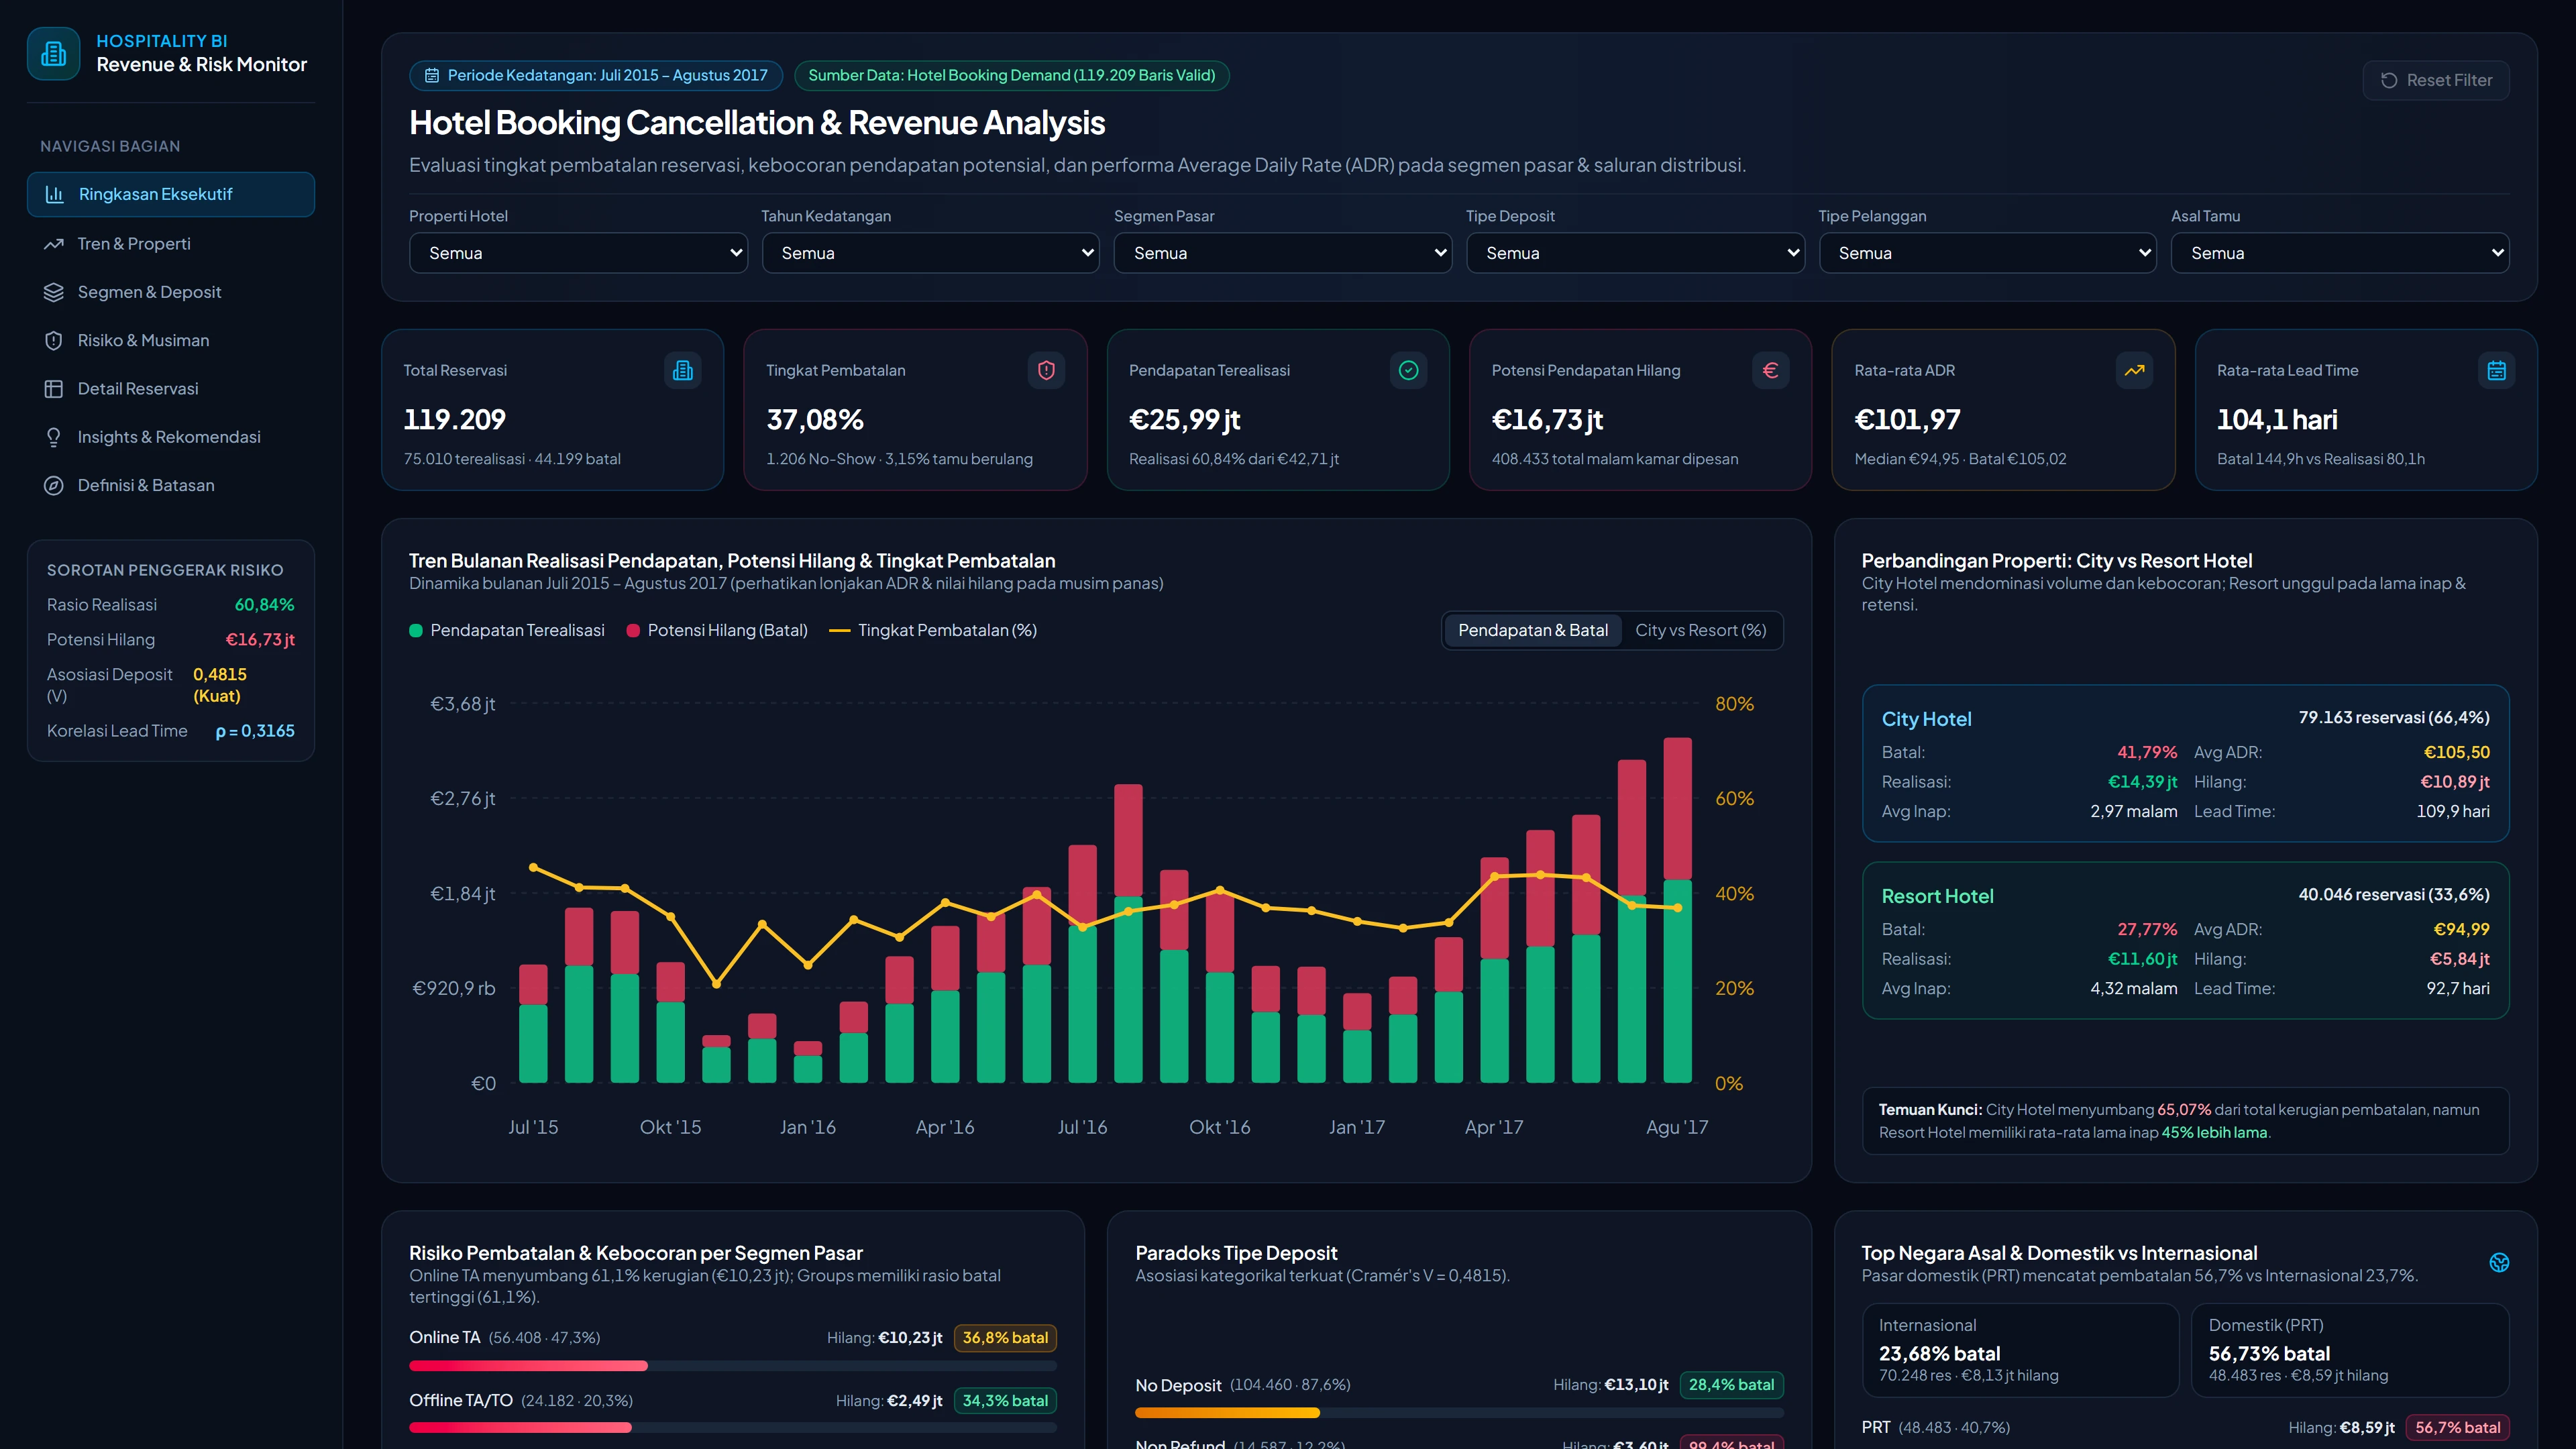 HOSPITALITY BI
Revenue & Risk Monitor
NAVIGASI BAGIAN
Ringkasan Eksekutif
Tren & Properti
Segmen & Deposit
Risiko & Musiman
Detail Reservasi
Insights & Rekomendasi
Definisi & Batasan
SOROTAN PENGGERAK RISIKO
Rasio Realisasi 60,84%
Potensi Hilang €16,73 jt
Asosiasi Deposit (V) 0,4815 (Kuat)
Korelasi Lead Time ρ = 0,3165
Periode Kedatangan: Juli 2015 – Agustus 2017
Sumber Data: Hotel Booking Demand (119.209 Baris Valid)
Reset Filter
Hotel Booking Cancellation & Revenue Analysis
Evaluasi tingkat pembatalan reservasi, kebocoran pendapatan potensial, dan performa Average Daily Rate (ADR) pada segmen pasar & saluran distribusi.
Properti Hotel
Semua
Tahun Kedatangan
Semua
Segmen Pasar
Semua
Tipe Deposit
Semua
Tipe Pelanggan
Semua
Asal Tamu
Semua
Total Reservasi
119.209
75.010 terealisasi · 44.199 batal
Tingkat Pembatalan
37,08%
1.206 No-Show · 3,15% tamu berulang
Pendapatan Terealisasi
€25,99 jt
Realisasi 60,84% dari €42,71 jt
Potensi Pendapatan Hilang
€16,73 jt
408.433 total malam kamar dipesan
Rata-rata ADR
€101,97
Median €94,95 · Batal €105,02
Rata-rata Lead Time
104,1 hari
Batal 144,9h vs Realisasi 80,1h
Tren Bulanan Realisasi Pendapatan, Potensi Hilang & Tingkat Pembatalan
Dinamika bulanan Juli 2015 – Agustus 2017 (perhatikan lonjakan ADR & nilai hilang pada musim panas)
Pendapatan Terealisasi
Potensi Hilang (Batal)
Tingkat Pembatalan (%)
Pendapatan & Batal
City vs Resort (%)
€3,68 jt 80%
€2,76 jt 60%
€1,84 jt 40%
€920,9 rb 20%
€0 0%
Jul '15 Okt '15 Jan '16 Apr '16 Jul '16 Okt '16 Jan '17 Apr '17 Agu '17
Perbandingan Properti: City vs Resort Hotel
City Hotel mendominasi volume dan kebocoran; Resort unggul pada lama inap &
retensi.
City Hotel 79.163 reservasi (66,4%)
Batal: 41,79% Avg ADR: €105,50
Realisasi: €14,39 jt Hilang: €10,89 jt
Avg Inap: 2,97 malam Lead Time: 109,9 hari
Resort Hotel 40.046 reservasi (33,6%)
Batal: 27,77% Avg ADR: €94,99
Realisasi: €11,60 jt Hilang: €5,84 jt
Avg Inap: 4,32 malam Lead Time: 92,7 hari
Temuan Kunci: City Hotel menyumbang 65,07% dari total kerugian pembatalan, namun
Resort Hotel memiliki rata-rata lama inap 45% lebih lama.
Risiko Pembatalan & Kebocoran per Segmen Pasar
Online TA menyumbang 61,1% kerugian (€10,23 jt); Groups memiliki rasio batal
tertinggi (61,1%).
Online TA (56.408 · 47,3%) Hilang: €10,23 jt 36,8% batal
Offline TA/TO (24.182 · 20,3%) Hilang: €2,49 jt 34,3% batal
Paradoks Tipe Deposit
Asosiasi kategorikal terkuat (Cramér's V = 0,4815).
No Deposit (104.460 · 87,6%) Hilang: €13,10 jt 28,4% batal
Non Refund (14.587 · 12,2%) Hilang: €3,60 jt 99,4% batal
Top Negara Asal & Domestik vs Internasional
Pasar domestik (PRT) mencatat pembatalan 56,7% vs Internasional 23,7%.
Internasional
23,68% batal
70.248 res · €8,13 jt hilang
Domestik (PRT)
56,73% batal
48.483 res · €8,59 jt hilang
PRT (48.483 · 40,7%) Hilang: €8,59 jt 56,7% batal